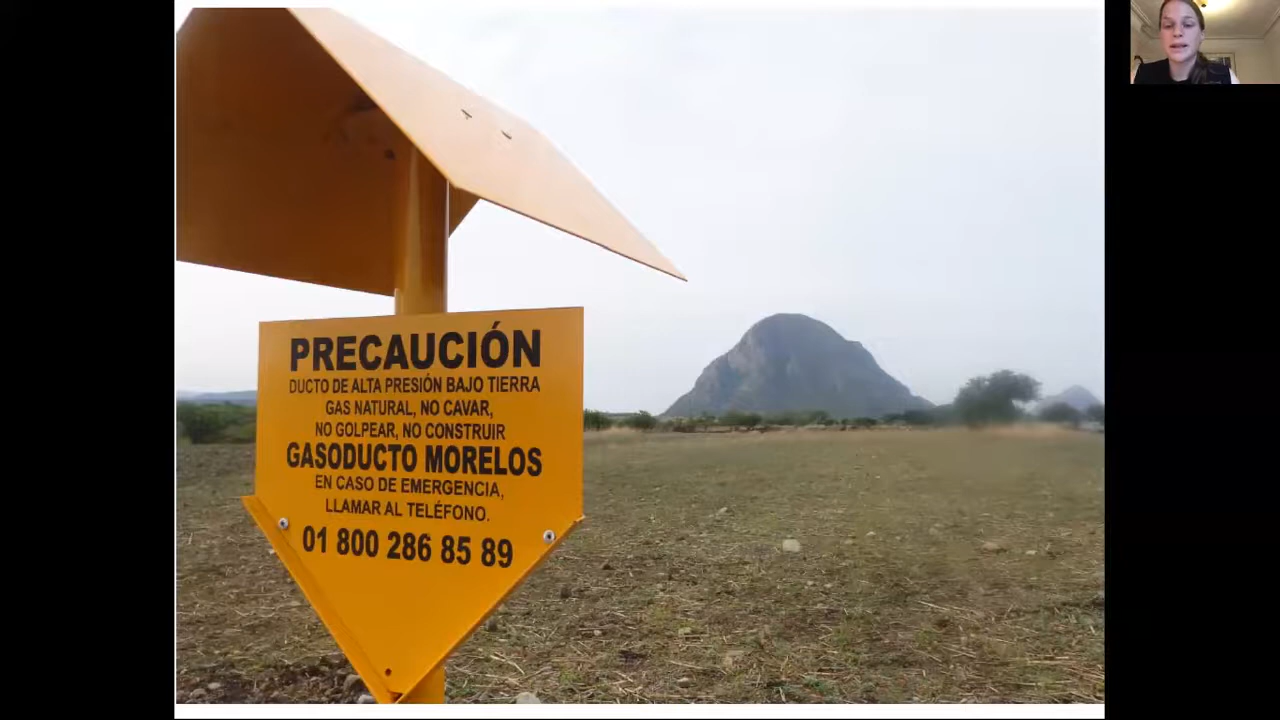 PRECAUCIÓN
DUCTO DE ALTA PRESIÓN BAJO TIERRA
GAS NATURAL, NO CAVAR,
NO GOLPEAR, NO CONSTRUIR
GASODUCTO MORELOS
EN CASO DE EMERGENCIA,
LLAMAR AL TELÉFONO.
01 800 286 85 89